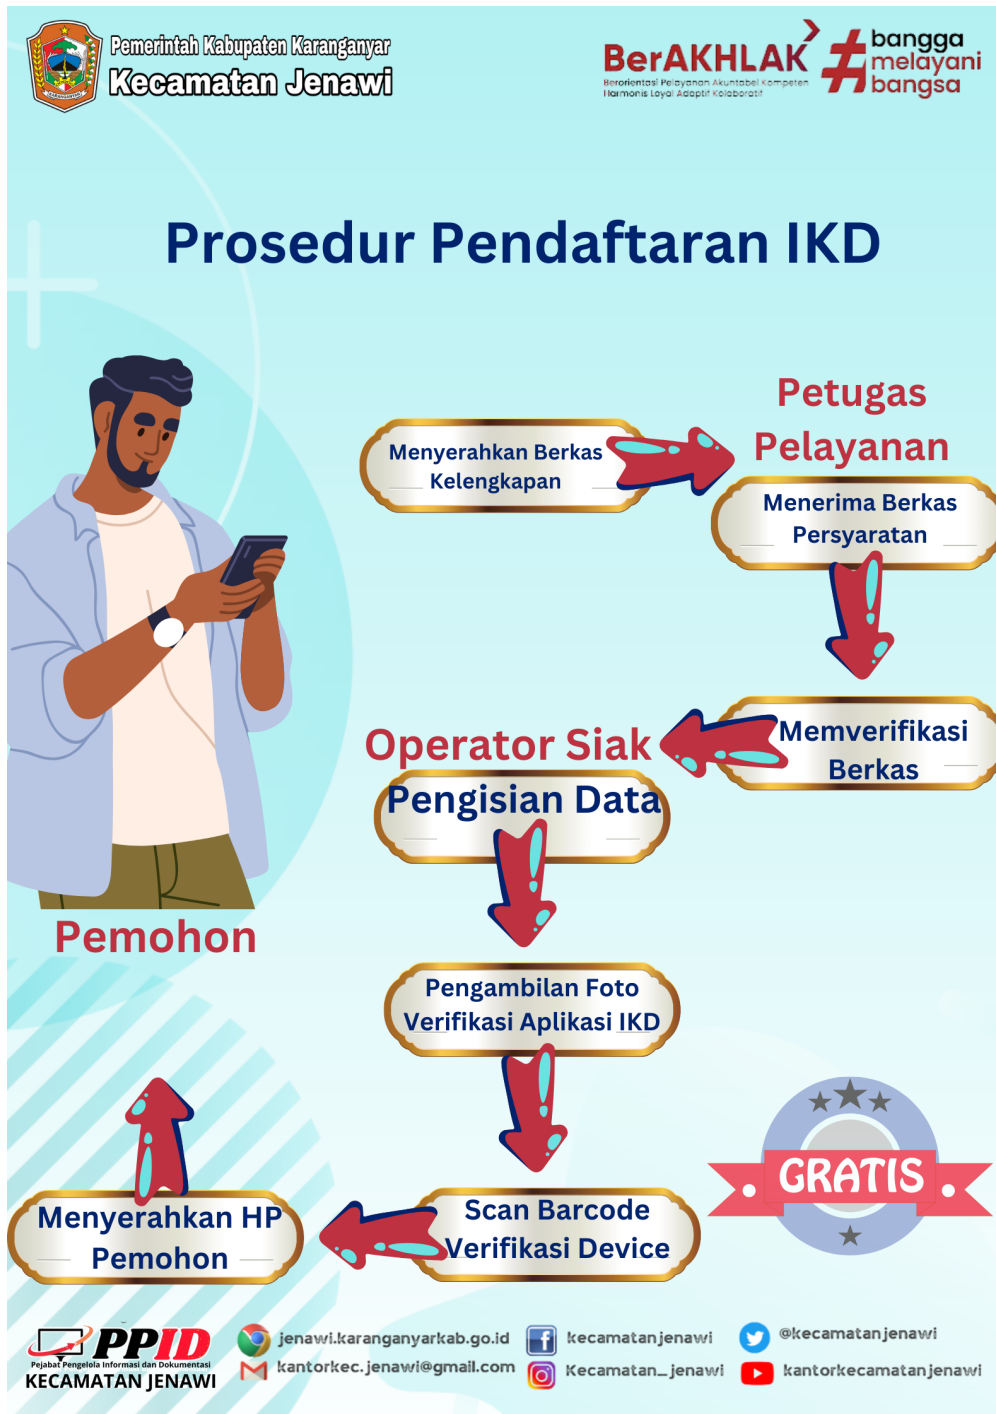 Pemerintah Kabupaten Karanganyar
Kecamatan Jenawi
BerAKHLAK
Berorientasi Pelayanan Akuntabel Kompeten
Harmonis Loyal Adaptif Kolaboratif
#
bangga
melayani
bangsa
Prosedur Pendaftaran IKD
Menyerahkan Berkas
Kelengkapan
Petugas
Pelayanan
Menerima Berkas
Persyaratan
Memverifikasi
Berkas
Operator Siak
Pengisian Data
Pemohon
Pengambilan Foto
Verifikasi Aplikasi IKD
Scan Barcode
Verifikasi Device
Menyerahkan HP
Pemohon
GRATIS
PPID
Pejabat Pengelola Informasi dan Dokumentasi
KECAMATAN JENAWI
jenawi.karanganyarkab.go.id
kantorkec.jenawi@gmail.com
kecamatanjenawi
Kecamatan_jenawi
@kecamatanjenawi
kantorkecamatanjenawi